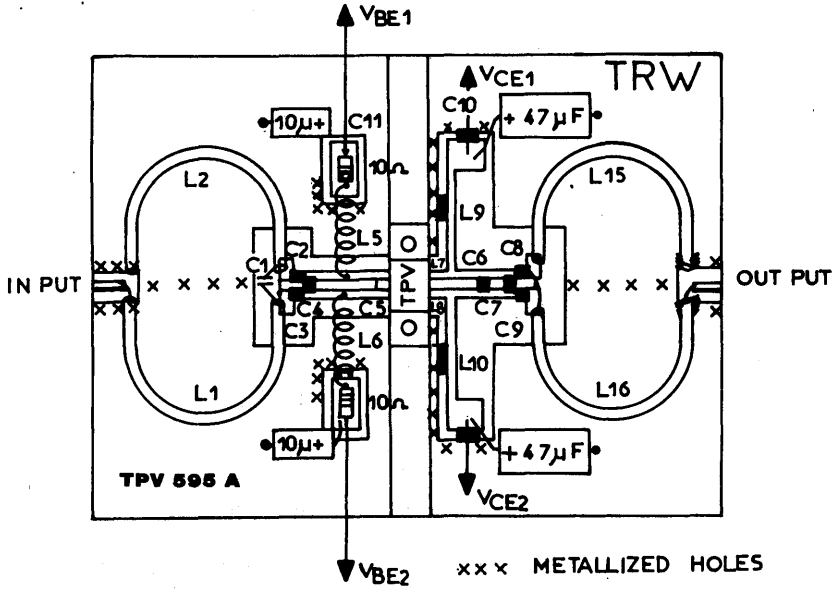 VBE1
TRW
VCE1
C10
10µ+
C11
+ 47µF
10Ω
L2
L15
L9
L5
O
C2
C1
L7
C6
C8
IN PUT
TPV
OUT PUT
C4
C5
L8
C7
C3
O
C9
L6
L10
L1
L16
10Ω
10µ+
+ 47µF
TPV 595 A
VCE2
VBE2
××× METALLIZED HOLES